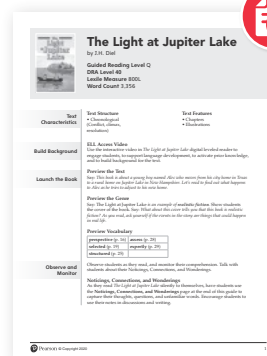 The Light
at Jupiter
Lake
The Light at Jupiter Lake
by J.H. Diel
Guided Reading Level Q
DRA Level 40
Lexile Measure 800L
Word Count 3,356
Text
Characteristics
Text Structure
• Chronological
(Conflict, climax,
resolution)
Text Features
• Chapters
• Illustrations
Build Background
ELL Access Video
Use the interactive video in The Light at Jupiter Lake digital leveled reader to
engage students, to support language development, to activate prior knowledge,
and to build background for the text.
Launch the Book
Preview the Text
Say: This book is about a young boy named Alex who moves from his city home in Texas
to a rural home on Jupiter Lake in New Hampshire. Let's read to find out what happens
to Alex as he tries to adjust to his new home.
Preview the Genre
Say: The Light at Jupiter Lake is an example of realistic fiction. Show students
the cover of the book. Say: What about this cover tells you that this book is realistic
fiction? As you read, ask yourself if the events in the story are things that could happen
in real life.
Preview Vocabulary
perspective (p. 16)
access (p. 28)
selected (p. 19)
expertly (p. 29)
structured (p. 25)
Observe and
Monitor
Observe students as they read, and monitor their comprehension. Talk with
students about their Noticings, Connections, and Wonderings.
Noticings, Connections, and Wonderings
As they read The Light at Jupiter Lake silently to themselves, have students use
the Noticings, Connections, and Wonderings page at the end of this guide to
capture their thoughts, questions, and unfamiliar words. Encourage students to
use their notes in discussions and writing.
Pearson © Copyright 2020
1